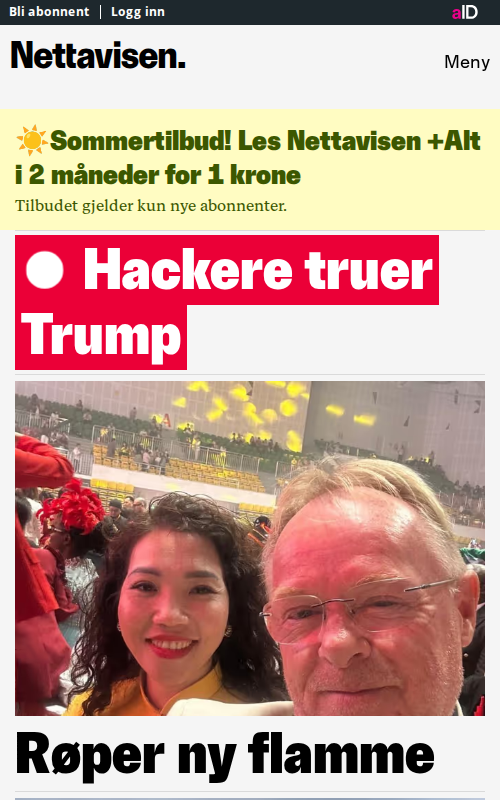 Bli abonnent
Logg inn
aID
Nettavisen.
Meny
☀️Sommertilbud! Les Nettavisen +Alt
i 2 måneder for 1 krone
Tilbudet gjelder kun nye abonnenter.
Hackere truer
Trump
Røper ny flamme